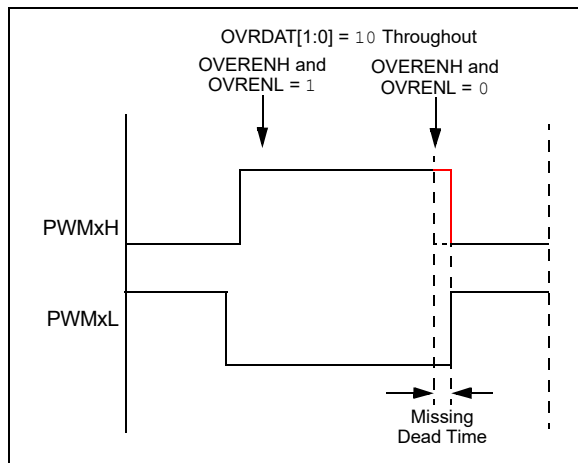 OVRDAT[1:0] = 10 Throughout
OVERENH and
OVRENL = 1
OVERENH and
OVRENL = 0
PWMxH
PWMxL
Missing
Dead Time